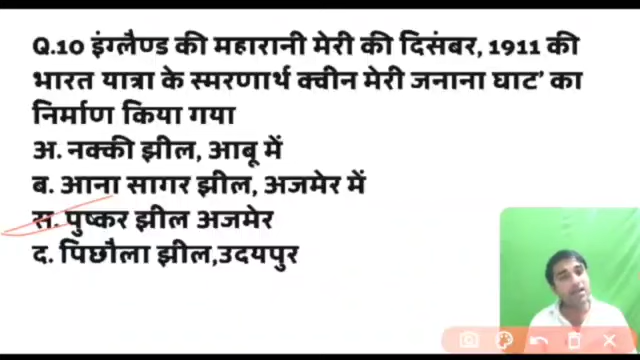 Q.10 इंग्लैण्ड की महारानी मेरी की दिसंबर, 1911 की
भारत यात्रा के स्मरणार्थ क्वीन मेरी जनाना घाट' का
निर्माण किया गया
अ. नक्की झील, आबू में
ब. आना सागर झील, अजमेर में
स. पुष्कर झील अजमेर
द. पिछौला झील,उदयपुर